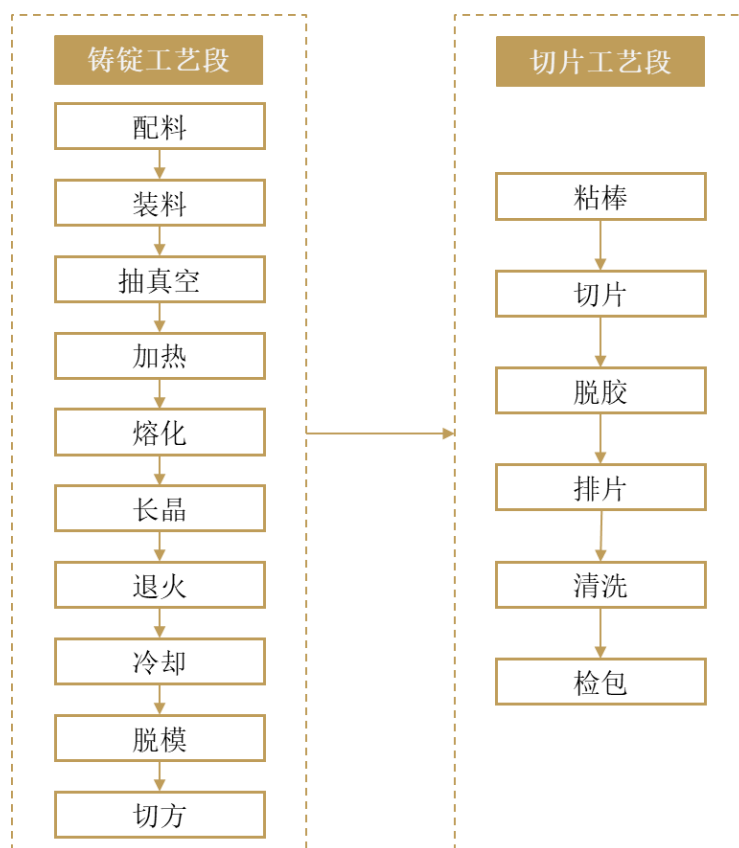 铸锭工艺段
配料
装料
抽真空
加热
熔化
长晶
退火
冷却
脱模
切方
切片工艺段
粘棒
切片
脱胶
排片
清洗
检包